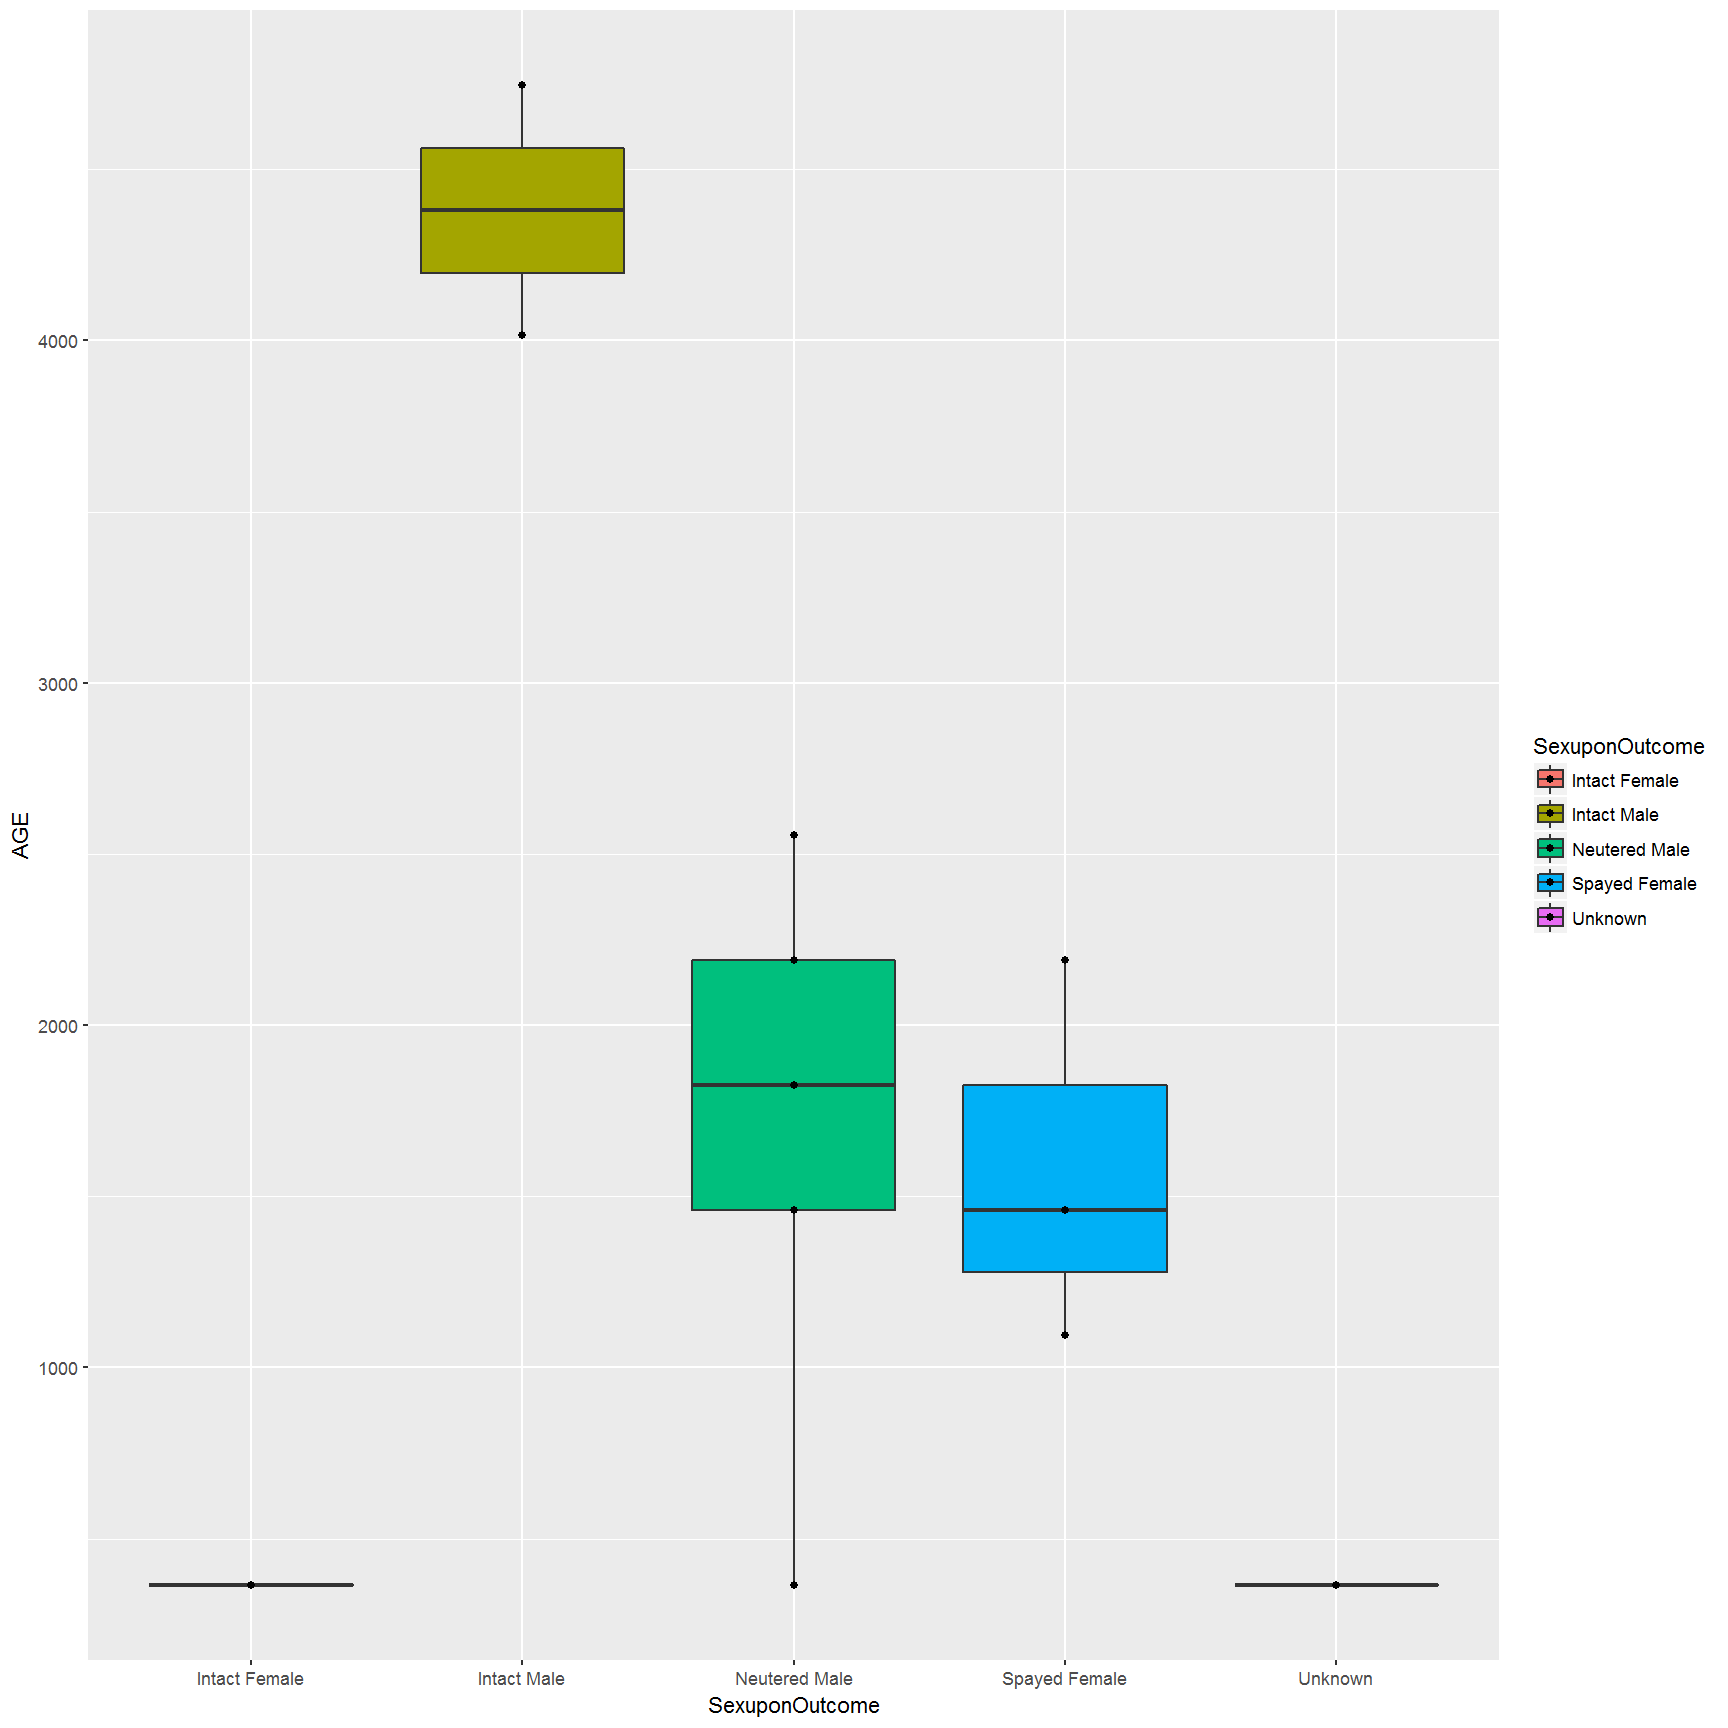 4000
3000
2000
1000
AGE
Intact Female
Intact Male
Neutered Male
Spayed Female
Unknown
SexuponOutcome
SexuponOutcome
Intact Female
Intact Male
Neutered Male
Spayed Female
Unknown